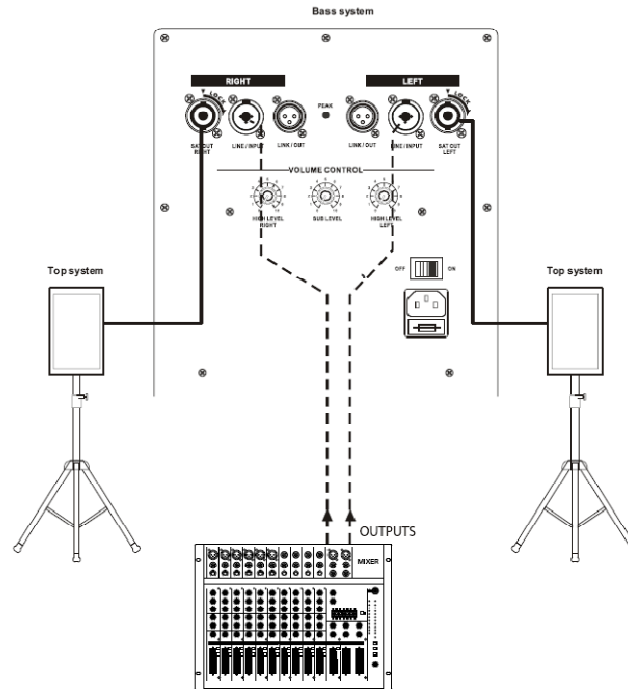 Bass system
RIGHT
LEFT
LOCK
LOCK
PEAK
SAT OUT
RIGHT
LINE / INPUT
LINK / OUT
LINK / OUT
LINE / INPUT
SAT OUT
LEFT
VOLUME CONTROL
HIGH LEVEL
RIGHT
SUB LEVEL
HIGH LEVEL
LEFT
OFF
ON
Top system
Top system
OUTPUTS
MIXER